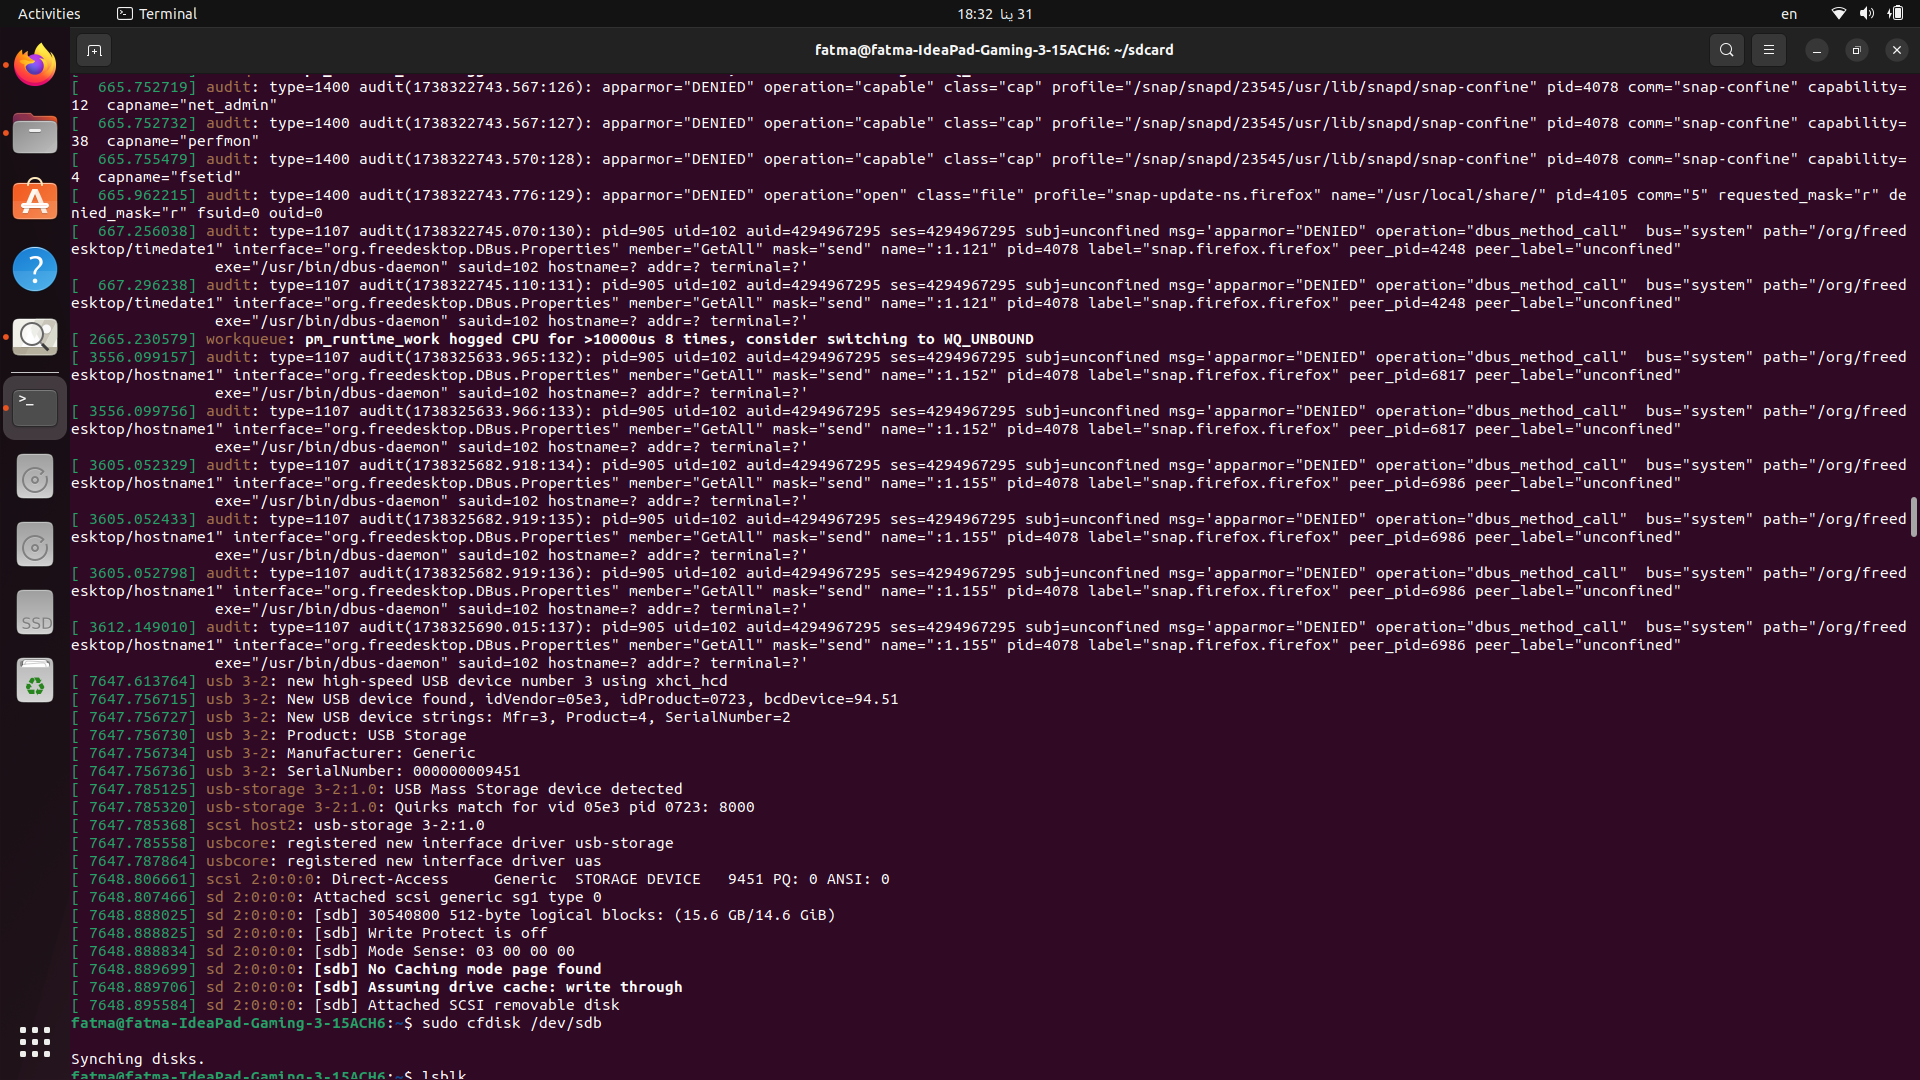 Activities
Terminal
31 ينا 18:32
en
fatma@fatma-IdeaPad-Gaming-3-15ACH6: ~/sdcard
[  665.752719] audit: type=1400 audit(1738322743.567:126): apparmor="DENIED" operation="capable" class="cap" profile="/snap/snapd/23545/usr/lib/snapd/snap-confine" pid=4078 comm="snap-confine" capability=
12  capname="net_admin"
[  665.752732] audit: type=1400 audit(1738322743.567:127): apparmor="DENIED" operation="capable" class="cap" profile="/snap/snapd/23545/usr/lib/snapd/snap-confine" pid=4078 comm="snap-confine" capability=
38  capname="perfmon"
[  665.755479] audit: type=1400 audit(1738322743.570:128): apparmor="DENIED" operation="capable" class="cap" profile="/snap/snapd/23545/usr/lib/snapd/snap-confine" pid=4078 comm="snap-confine" capability=
4  capname="fsetid"
[  665.962215] audit: type=1400 audit(1738322743.776:129): apparmor="DENIED" operation="open" class="file" profile="snap-update-ns.firefox" name="/usr/local/share/" pid=4105 comm="5" requested_mask="r" de
nied_mask="r" fsuid=0 ouid=0
[  667.256038] audit: type=1107 audit(1738322745.070:130): pid=905 uid=102 auid=4294967295 ses=4294967295 subj=unconfined msg='apparmor="DENIED" operation="dbus_method_call"  bus="system" path="/org/freed
esktop/timedate1" interface="org.freedesktop.DBus.Properties" member="GetAll" mask="send" name=":1.121" pid=4078 label="snap.firefox.firefox" peer_pid=4248 peer_label="unconfined"
exe="/usr/bin/dbus-daemon" sauid=102 hostname=? addr=? terminal=?'
[  667.296238] audit: type=1107 audit(1738322745.110:131): pid=905 uid=102 auid=4294967295 ses=4294967295 subj=unconfined msg='apparmor="DENIED" operation="dbus_method_call"  bus="system" path="/org/freed
esktop/timedate1" interface="org.freedesktop.DBus.Properties" member="GetAll" mask="send" name=":1.121" pid=4078 label="snap.firefox.firefox" peer_pid=4248 peer_label="unconfined"
exe="/usr/bin/dbus-daemon" sauid=102 hostname=? addr=? terminal=?'
[ 2665.230579] workqueue: pm_runtime_work hogged CPU for >10000us 8 times, consider switching to WQ_UNBOUND
[ 3556.099157] audit: type=1107 audit(1738325633.965:132): pid=905 uid=102 auid=4294967295 ses=4294967295 subj=unconfined msg='apparmor="DENIED" operation="dbus_method_call"  bus="system" path="/org/freed
esktop/hostname1" interface="org.freedesktop.DBus.Properties" member="GetAll" mask="send" name=":1.152" pid=4078 label="snap.firefox.firefox" peer_pid=6817 peer_label="unconfined"
exe="/usr/bin/dbus-daemon" sauid=102 hostname=? addr=? terminal=?'
[ 3556.099756] audit: type=1107 audit(1738325633.966:133): pid=905 uid=102 auid=4294967295 ses=4294967295 subj=unconfined msg='apparmor="DENIED" operation="dbus_method_call"  bus="system" path="/org/freed
esktop/hostname1" interface="org.freedesktop.DBus.Properties" member="GetAll" mask="send" name=":1.152" pid=4078 label="snap.firefox.firefox" peer_pid=6817 peer_label="unconfined"
exe="/usr/bin/dbus-daemon" sauid=102 hostname=? addr=? terminal=?'
[ 3605.052329] audit: type=1107 audit(1738325682.918:134): pid=905 uid=102 auid=4294967295 ses=4294967295 subj=unconfined msg='apparmor="DENIED" operation="dbus_method_call"  bus="system" path="/org/freed
esktop/hostname1" interface="org.freedesktop.DBus.Properties" member="GetAll" mask="send" name=":1.155" pid=4078 label="snap.firefox.firefox" peer_pid=6986 peer_label="unconfined"
exe="/usr/bin/dbus-daemon" sauid=102 hostname=? addr=? terminal=?'
[ 3605.052433] audit: type=1107 audit(1738325682.919:135): pid=905 uid=102 auid=4294967295 ses=4294967295 subj=unconfined msg='apparmor="DENIED" operation="dbus_method_call"  bus="system" path="/org/freed
esktop/hostname1" interface="org.freedesktop.DBus.Properties" member="GetAll" mask="send" name=":1.155" pid=4078 label="snap.firefox.firefox" peer_pid=6986 peer_label="unconfined"
exe="/usr/bin/dbus-daemon" sauid=102 hostname=? addr=? terminal=?'
[ 3605.052798] audit: type=1107 audit(1738325682.919:136): pid=905 uid=102 auid=4294967295 ses=4294967295 subj=unconfined msg='apparmor="DENIED" operation="dbus_method_call"  bus="system" path="/org/freed
esktop/hostname1" interface="org.freedesktop.DBus.Properties" member="GetAll" mask="send" name=":1.155" pid=4078 label="snap.firefox.firefox" peer_pid=6986 peer_label="unconfined"
exe="/usr/bin/dbus-daemon" sauid=102 hostname=? addr=? terminal=?'
[ 3612.149010] audit: type=1107 audit(1738325690.015:137): pid=905 uid=102 auid=4294967295 ses=4294967295 subj=unconfined msg='apparmor="DENIED" operation="dbus_method_call"  bus="system" path="/org/freed
esktop/hostname1" interface="org.freedesktop.DBus.Properties" member="GetAll" mask="send" name=":1.155" pid=4078 label="snap.firefox.firefox" peer_pid=6986 peer_label="unconfined"
exe="/usr/bin/dbus-daemon" sauid=102 hostname=? addr=? terminal=?'
[ 7647.613764] usb 3-2: new high-speed USB device number 3 using xhci_hcd
[ 7647.756715] usb 3-2: New USB device found, idVendor=05e3, idProduct=0723, bcdDevice=94.51
[ 7647.756727] usb 3-2: New USB device strings: Mfr=3, Product=4, SerialNumber=2
[ 7647.756730] usb 3-2: Product: USB Storage
[ 7647.756734] usb 3-2: Manufacturer: Generic
[ 7647.756736] usb 3-2: SerialNumber: 000000009451
[ 7647.785125] usb-storage 3-2:1.0: USB Mass Storage device detected
[ 7647.785320] usb-storage 3-2:1.0: Quirks match for vid 05e3 pid 0723: 8000
[ 7647.785368] scsi host2: usb-storage 3-2:1.0
[ 7647.785558] usbcore: registered new interface driver usb-storage
[ 7647.787864] usbcore: registered new interface driver uas
[ 7648.806661] scsi 2:0:0:0: Direct-Access     Generic  STORAGE DEVICE   9451 PQ: 0 ANSI: 0
[ 7648.807466] sd 2:0:0:0: Attached scsi generic sg1 type 0
[ 7648.888025] sd 2:0:0:0: [sdb] 30540800 512-byte logical blocks: (15.6 GB/14.6 GiB)
[ 7648.888825] sd 2:0:0:0: [sdb] Write Protect is off
[ 7648.888834] sd 2:0:0:0: [sdb] Mode Sense: 03 00 00 00
[ 7648.889699] sd 2:0:0:0: [sdb] No Caching mode page found
[ 7648.889706] sd 2:0:0:0: [sdb] Assuming drive cache: write through
[ 7648.895584] sd 2:0:0:0: [sdb] Attached SCSI removable disk
fatma@fatma-IdeaPad-Gaming-3-15ACH6:~$ sudo cfdisk /dev/sdb
Synching disks.
fatma@fatma-IdeaPad-Gaming-3-15ACH6:~$ lsblk
SSD